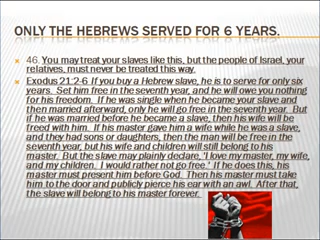 ONLY THE HEBREWS SERVED FOR 6 YEARS.
46. You may treat your slaves like this, but the people of Israel, your
relatives, must never be treated this way.
Exodus 21:2-6 If you buy a Hebrew slave, he is to serve for only six
years. Set him free in the seventh year, and he will owe you nothing
for his freedom. If he was single when he became your slave and
then married afterward, only he will go free in the seventh year. But
if he was married before he became a slave, then his wife will be
freed with him. If his master gave him a wife while he was a slave,
and they had sons or daughters, then the man will be free in the
seventh year, but his wife and children will still belong to his
master. But the slave may plainly declare, 'I love my master, my wife,
and my children. I would rather not go free.' If he does this, his
master must present him before God. Then his master must take
him to the door and publicly pierce his ear with an awl. After that,
the slave will belong to his master forever.